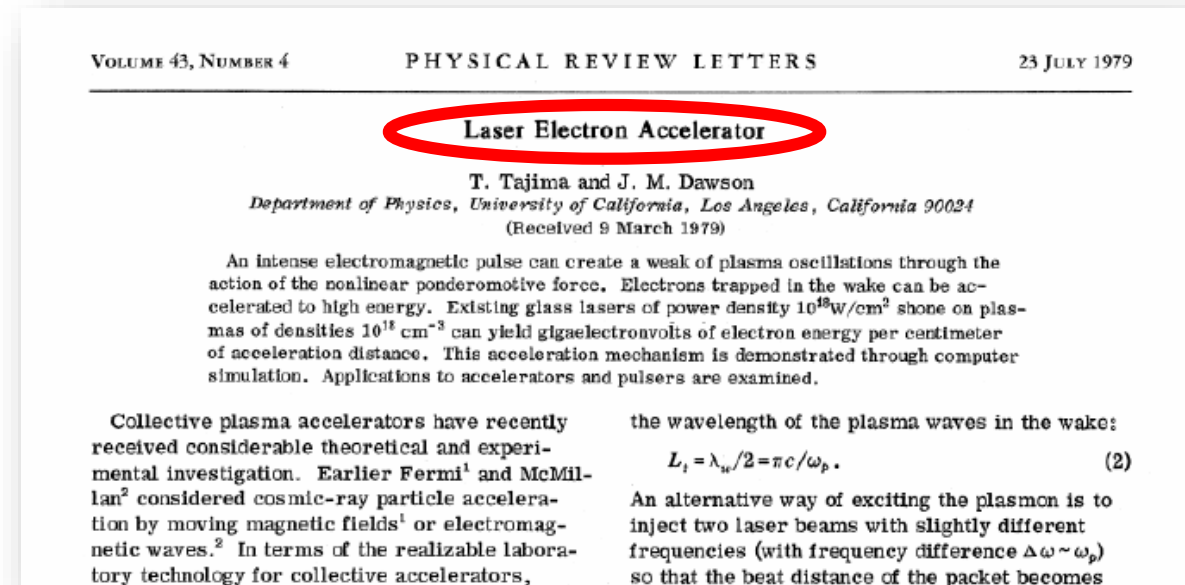 VOLUME 43, NUMBER 4 PHYSICAL REVIEW LETTERS 23 JULY 1979
Laser Electron Accelerator
T. Tajima and J. M. Dawson
Department of Physics, University of California, Los Angeles, California 90024
(Received 9 March 1979)
An intense electromagnetic pulse can create a weak of plasma oscillations through the
action of the nonlinear ponderomotive force. Electrons trapped in the wake can be ac-
celerated to high energy. Existing glass lasers of power density 10¹⁸W/cm² shone on plas-
mas of densities 10¹⁸ cm⁻³ can yield gigaelectronvolts of electron energy per centimeter
of acceleration distance. This acceleration mechanism is demonstrated through computer
simulation. Applications to accelerators and pulsers are examined.
Collective plasma accelerators have recently
received considerable theoretical and experi-
mental investigation. Earlier Fermi¹ and McMil-
lan² considered cosmic-ray particle accelera-
tion by moving magnetic fields¹ or electromag-
netic waves.² In terms of the realizable labora-
tory technology for collective accelerators,
the wavelength of the plasma waves in the wake:
Lₜ = λ_w/2 = πc/ωₚ. (2)
An alternative way of exciting the plasmon is to
inject two laser beams with slightly different
frequencies (with frequency difference Δω ~ ωₚ)
so that the beat distance of the packet becomes